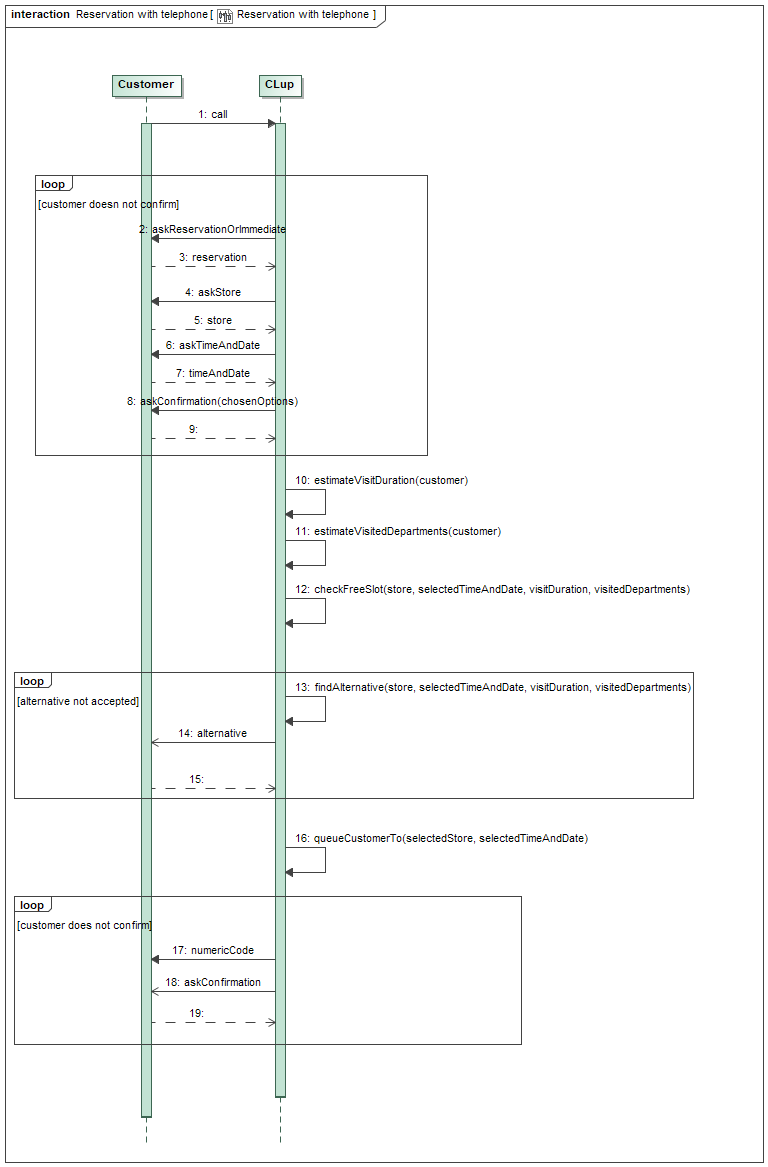 interaction Reservation with telephone [ Reservation with telephone ]
Customer
CLup
1: call
loop
[customer doesn not confirm]
2: askReservationOrImmediate
3: reservation
4: askStore
5: store
6: askTimeAndDate
7: timeAndDate
8: askConfirmation(chosenOptions)
9:
10: estimateVisitDuration(customer)
11: estimateVisitedDepartments(customer)
12: checkFreeSlot(store, selectedTimeAndDate, visitDuration, visitedDepartments)
loop
[alternative not accepted]
13: findAlternative(store, selectedTimeAndDate, visitDuration, visitedDepartments)
14: alternative
15:
16: queueCustomerTo(selectedStore, selectedTimeAndDate)
loop
[customer does not confirm]
17: numericCode
18: askConfirmation
19: